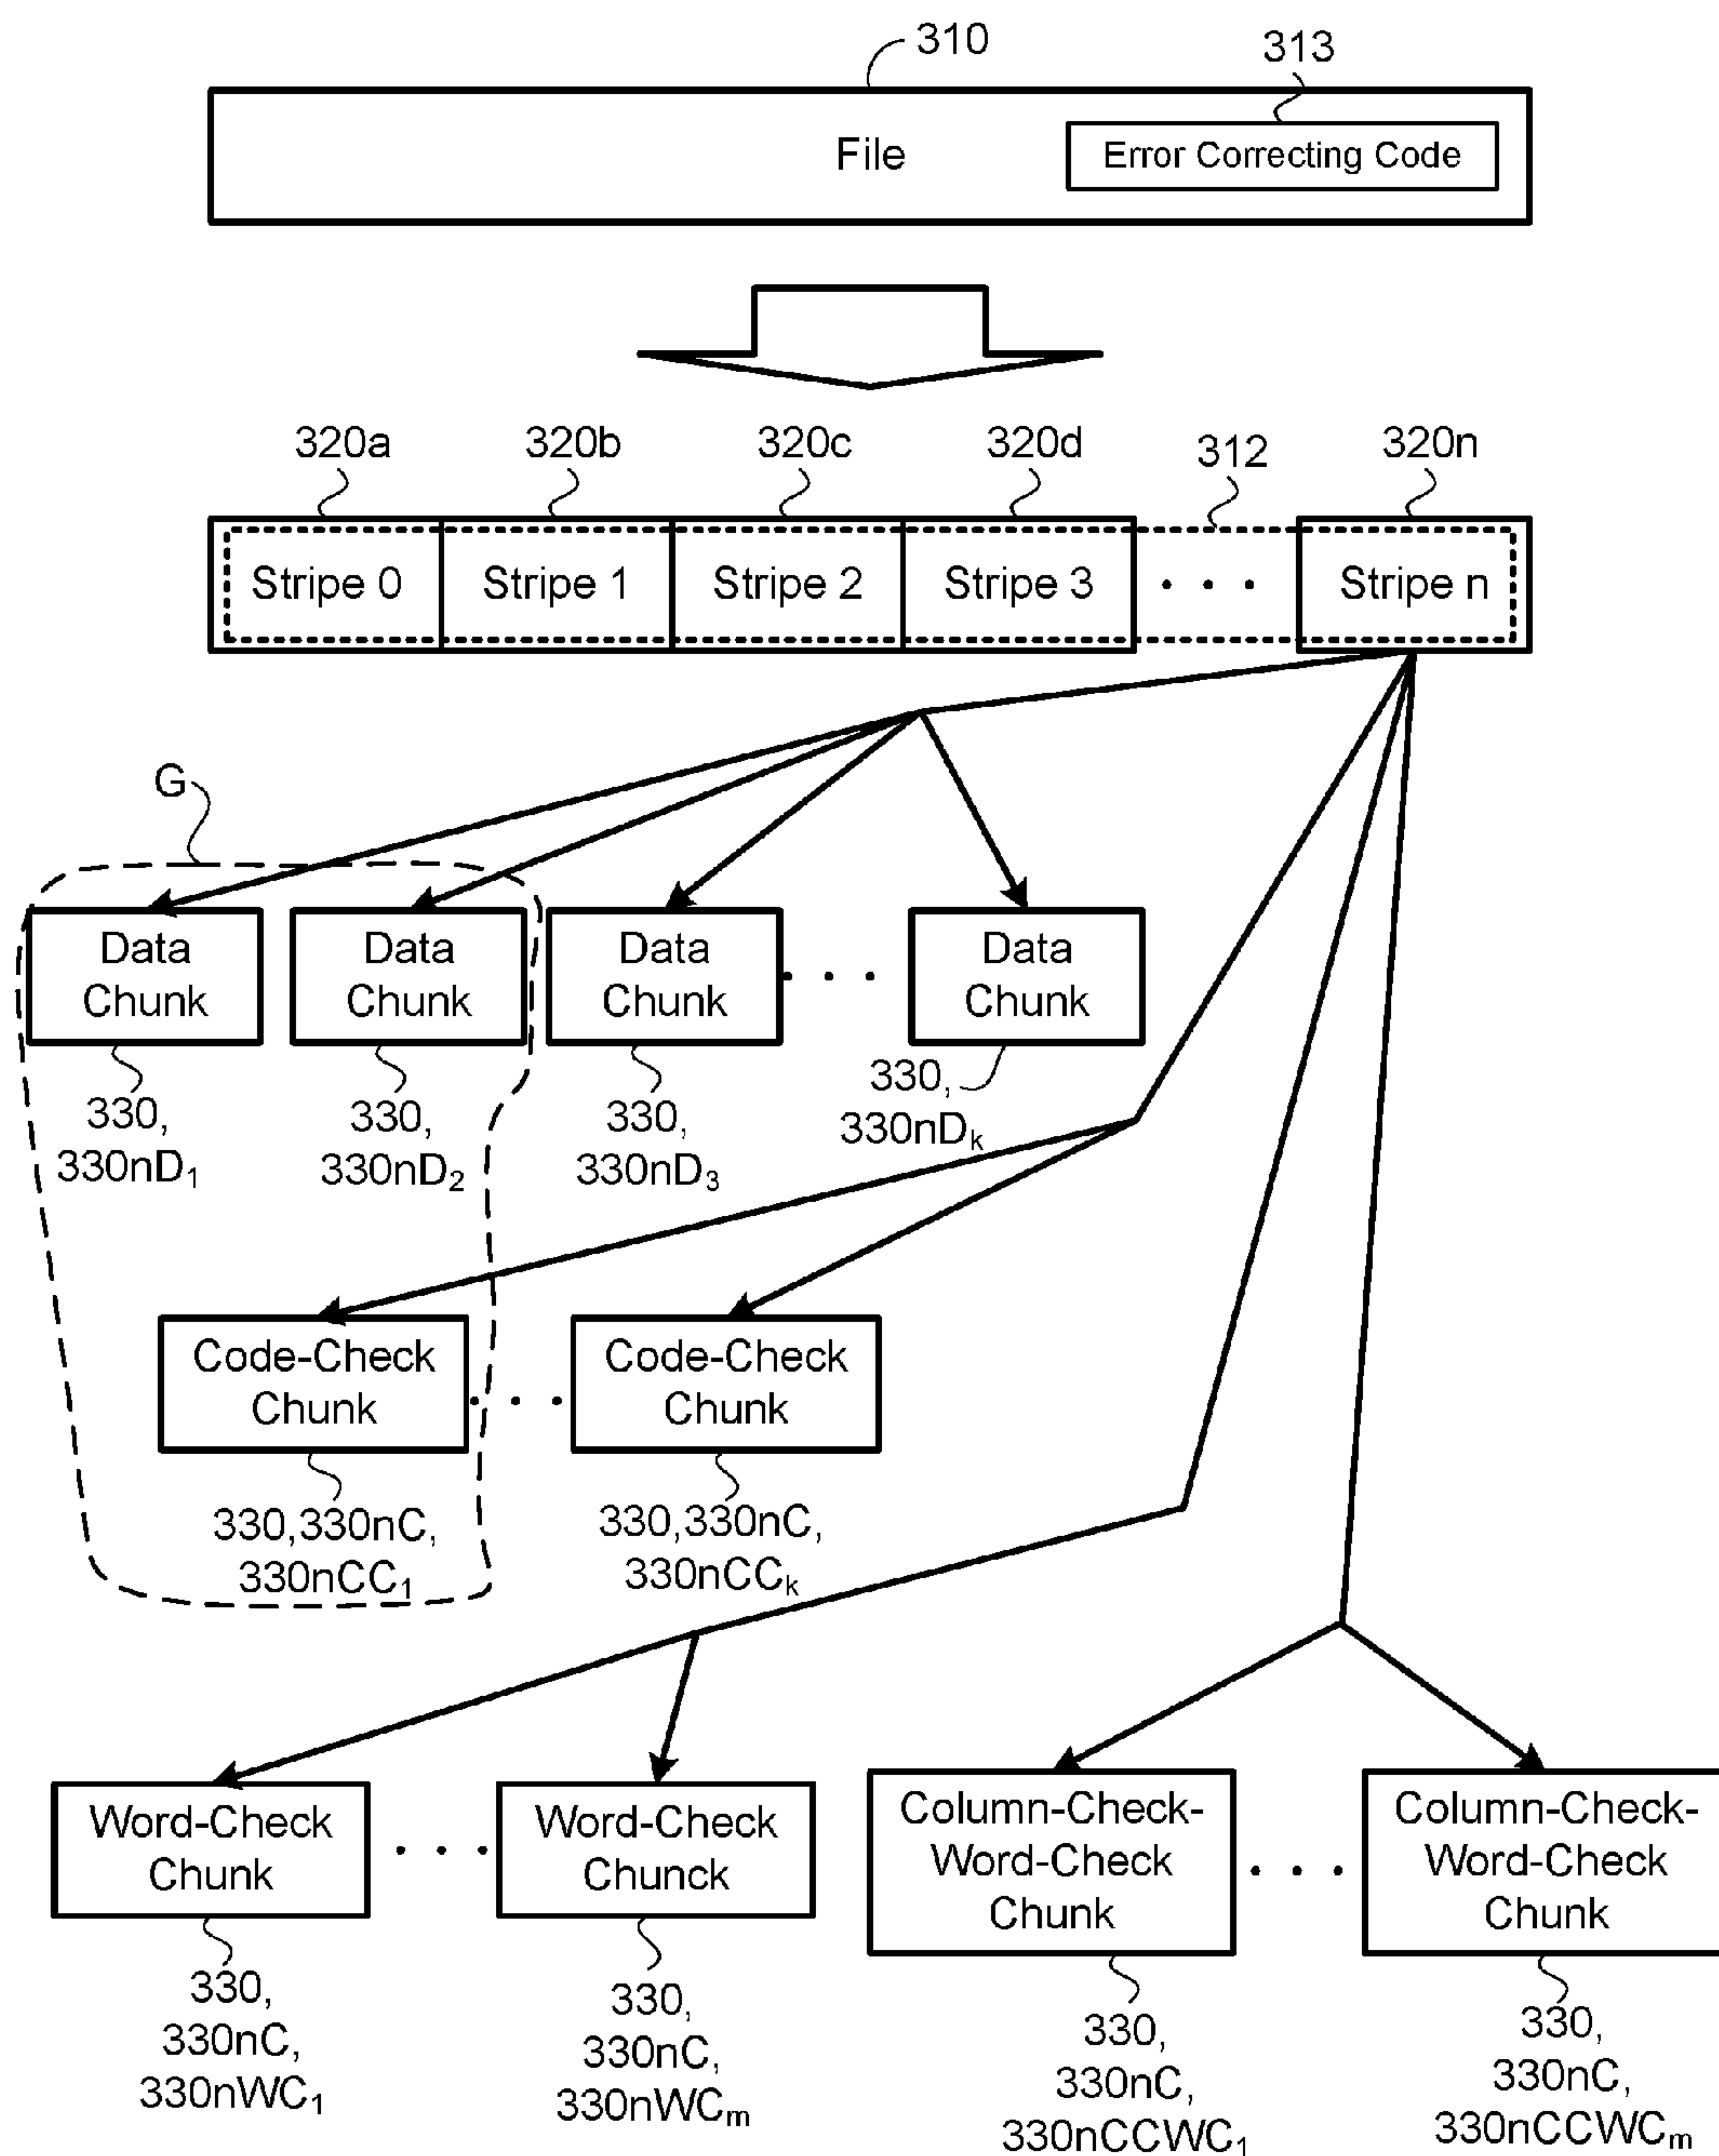 310
313
File
Error Correcting Code
320a 320b 320c 320d 312 320n
Stripe 0 Stripe 1 Stripe 2 Stripe 3 . . . Stripe n
G
Data Data Data Data
Chunk Chunk Chunk . . . Chunk
330, 330, 330, 330,
330nD₁ 330nD₂ 330nD₃ 330nDₖ
Code-Check Code-Check
Chunk . . . Chunk
330,330nC, 330,330nC,
330nCC₁ 330nCCₖ
Word-Check Word-Check Column-Check- Column-Check-
Chunk . . . Chunck Word-Check . . . Word-Check
Chunk Chunk
330, 330, 330, 330,
330nC, 330nC, 330nC, 330nC,
330nWC₁ 330nWCₘ 330nCCWC₁ 330nCCWCₘ